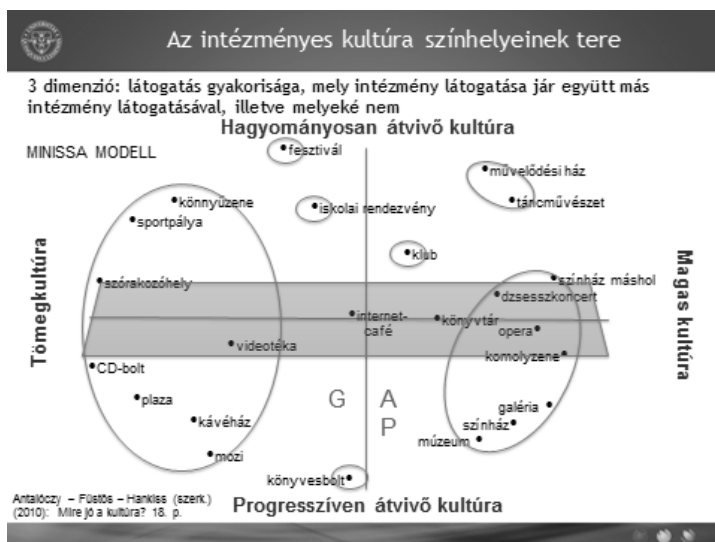 Az intézményes kultúra színhelyeinek tere
3 dimenzió: látogatás gyakorisága, mely intézmény látogatása jár együtt más
intézmény látogatásával, illetve melyeké nem
Hagyományosan átvivő kultúra
MINISSA MODELL
fesztivál
művelődési ház
könnyűzene
iskolai rendezvény
táncművészet
sportpálya
klub
Tömegkultúra
Magas kultúra
szórakozóhely
színház máshol
dzsesszkoncert
internet-
café
könyvtár
opera
videotéka
komolyzene
CD-bolt
plaza
G A
P
galéria
kávéház
színház
múzeum
mozi
könyvesbolt
Antalóczy – Füstös – Hankiss (szerk.)
(2010): Mire jó a kultúra? 18. p.
Progresszíven átvivő kultúra